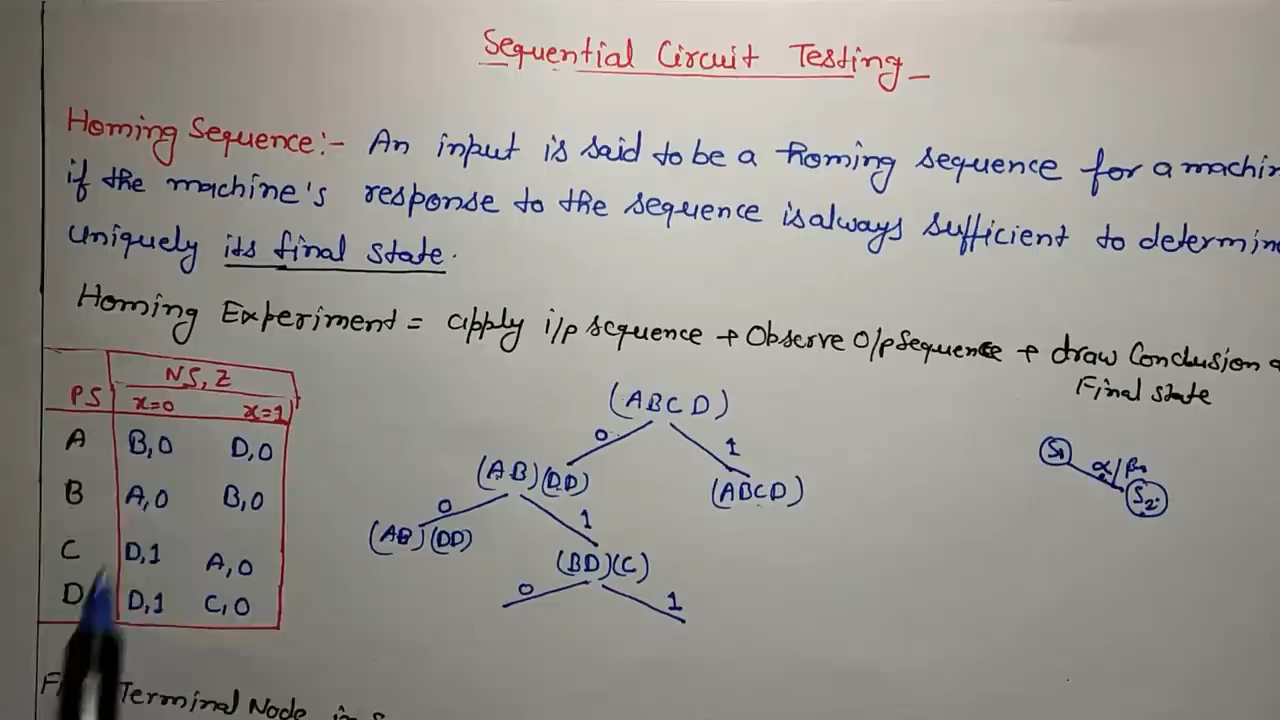 Sequential Circuit Testing -
Homing Sequence:- An input is said to be a Homing sequence for a machin
if the machine's response to the sequence is always sufficient to determine
uniquely its final state.
Homing Experiment = apply i/p sequence + Observe O/p Sequence + draw Conclusion
Final state
NS, Z
PS x=0 x=1
A B,0 D,0
B A,0 B,0
C D,1 A,0
D D,1 C,0
(ABCD)
0 1
(AB)(DD) (ABCD)
0 1
(AB)(DD) (BD)(C)
0 1
S1 α/β S2
Terminal Node